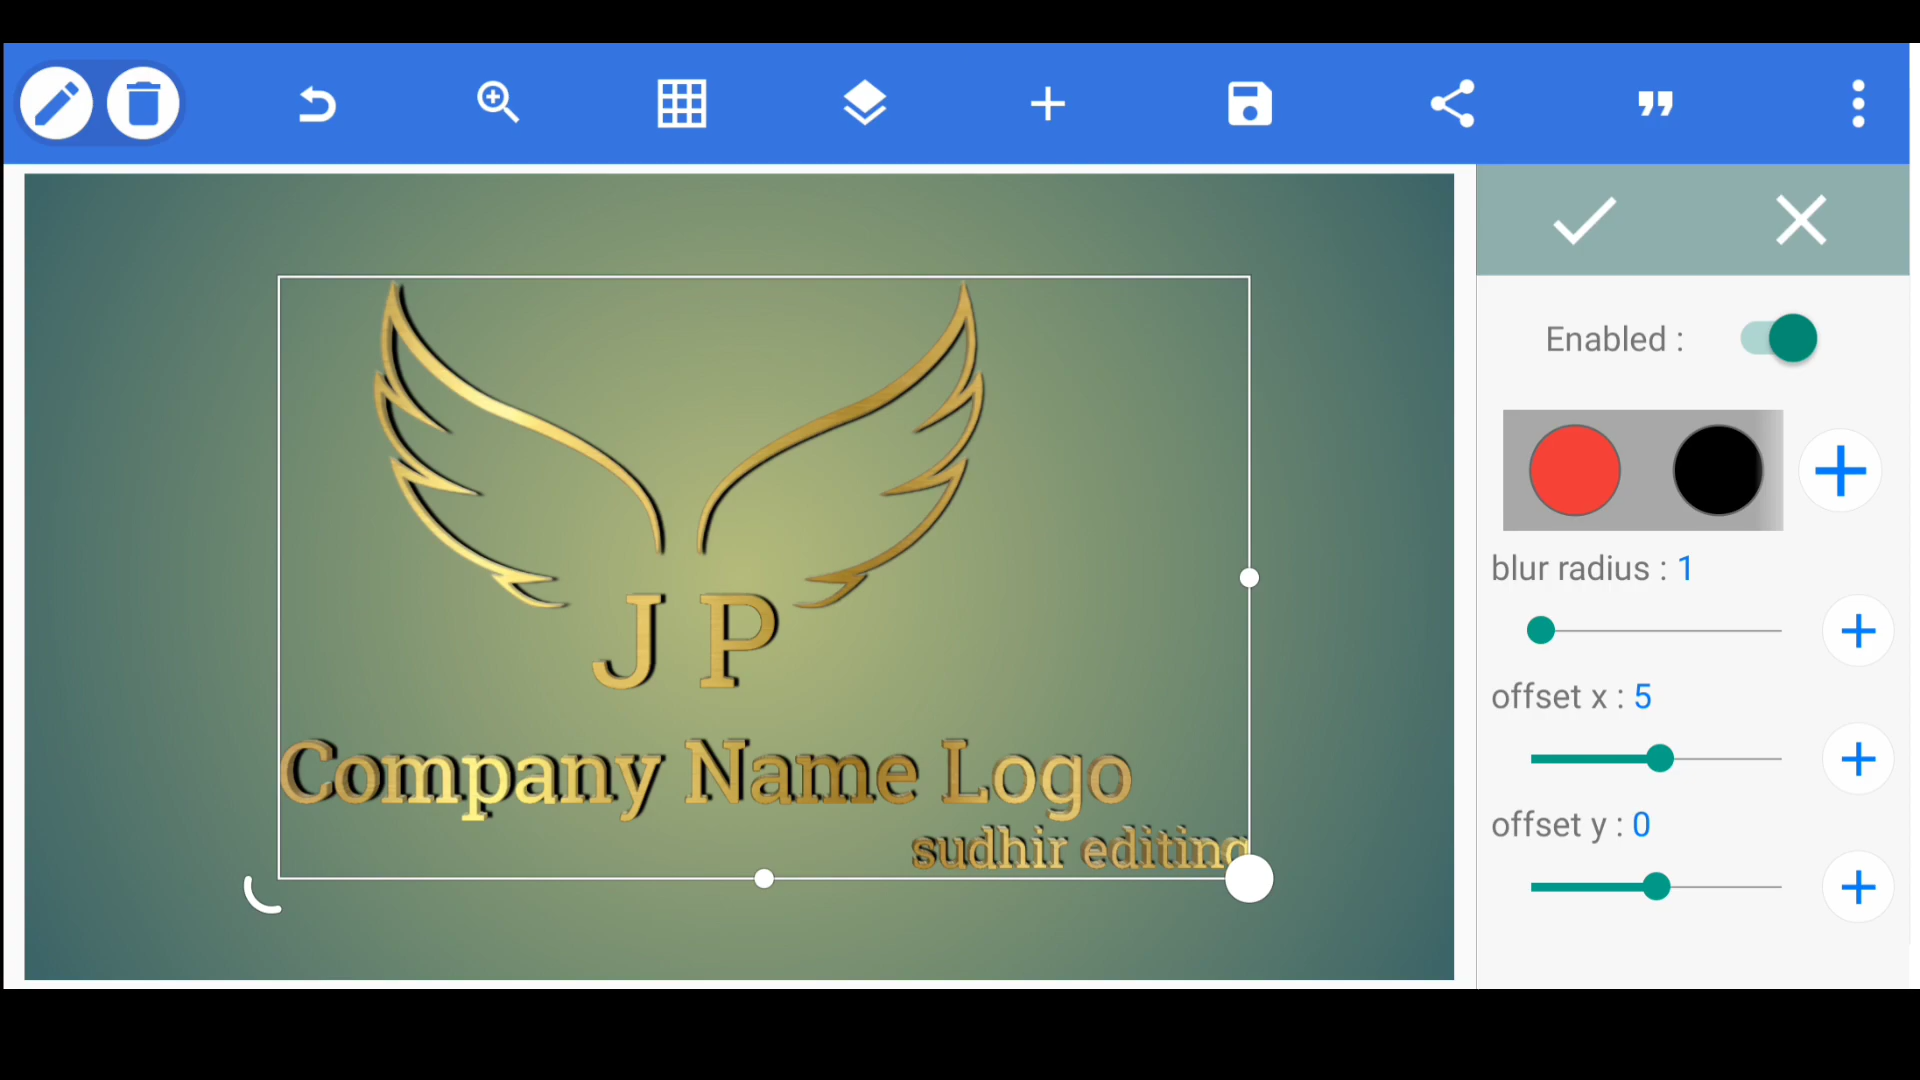 Enabled :
blur radius : 1
offset x : 5
offset y : 0
J P
Company Name Logo
sudhir editing